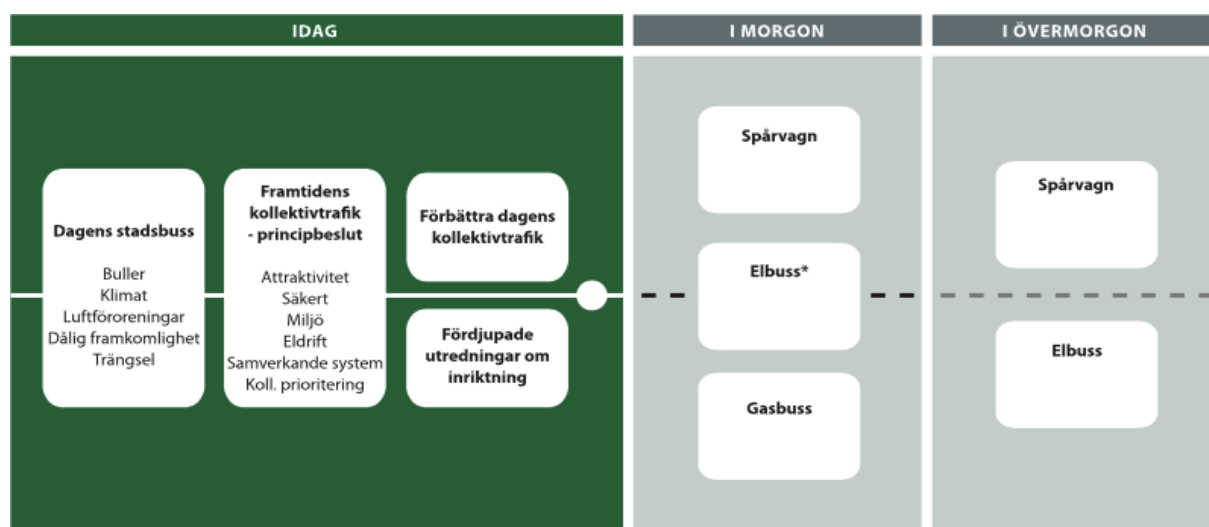 IDAG
I MORGON
I ÖVERMORGON
Dagens stadsbuss
Buller
Klimat
Luftföroreningar
Dålig framkomlighet
Trängsel
Framtidens
kollektivtrafik
- principbeslut
Attraktivitet
Säkert
Miljö
Eldrift
Samverkande system
Koll. prioritering
Förbättra dagens
kollektivtrafik
Fördjupade
utredningar om
inriktning
Spårvagn
Elbuss*
Gasbuss
Spårvagn
Elbuss